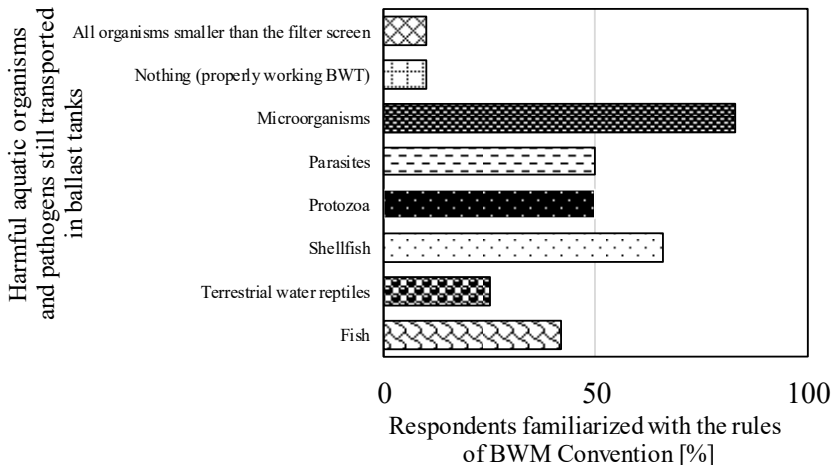 Harmful aquatic organisms
and pathogens still transported
in ballast tanks
All organisms smaller than the filter screen
Nothing (properly working BWT)
Microorganisms
Parasites
Protozoa
Shellfish
Terrestrial water reptiles
Fish
0 50 100
Respondents familiarized with the rules
of BWM Convention [%]